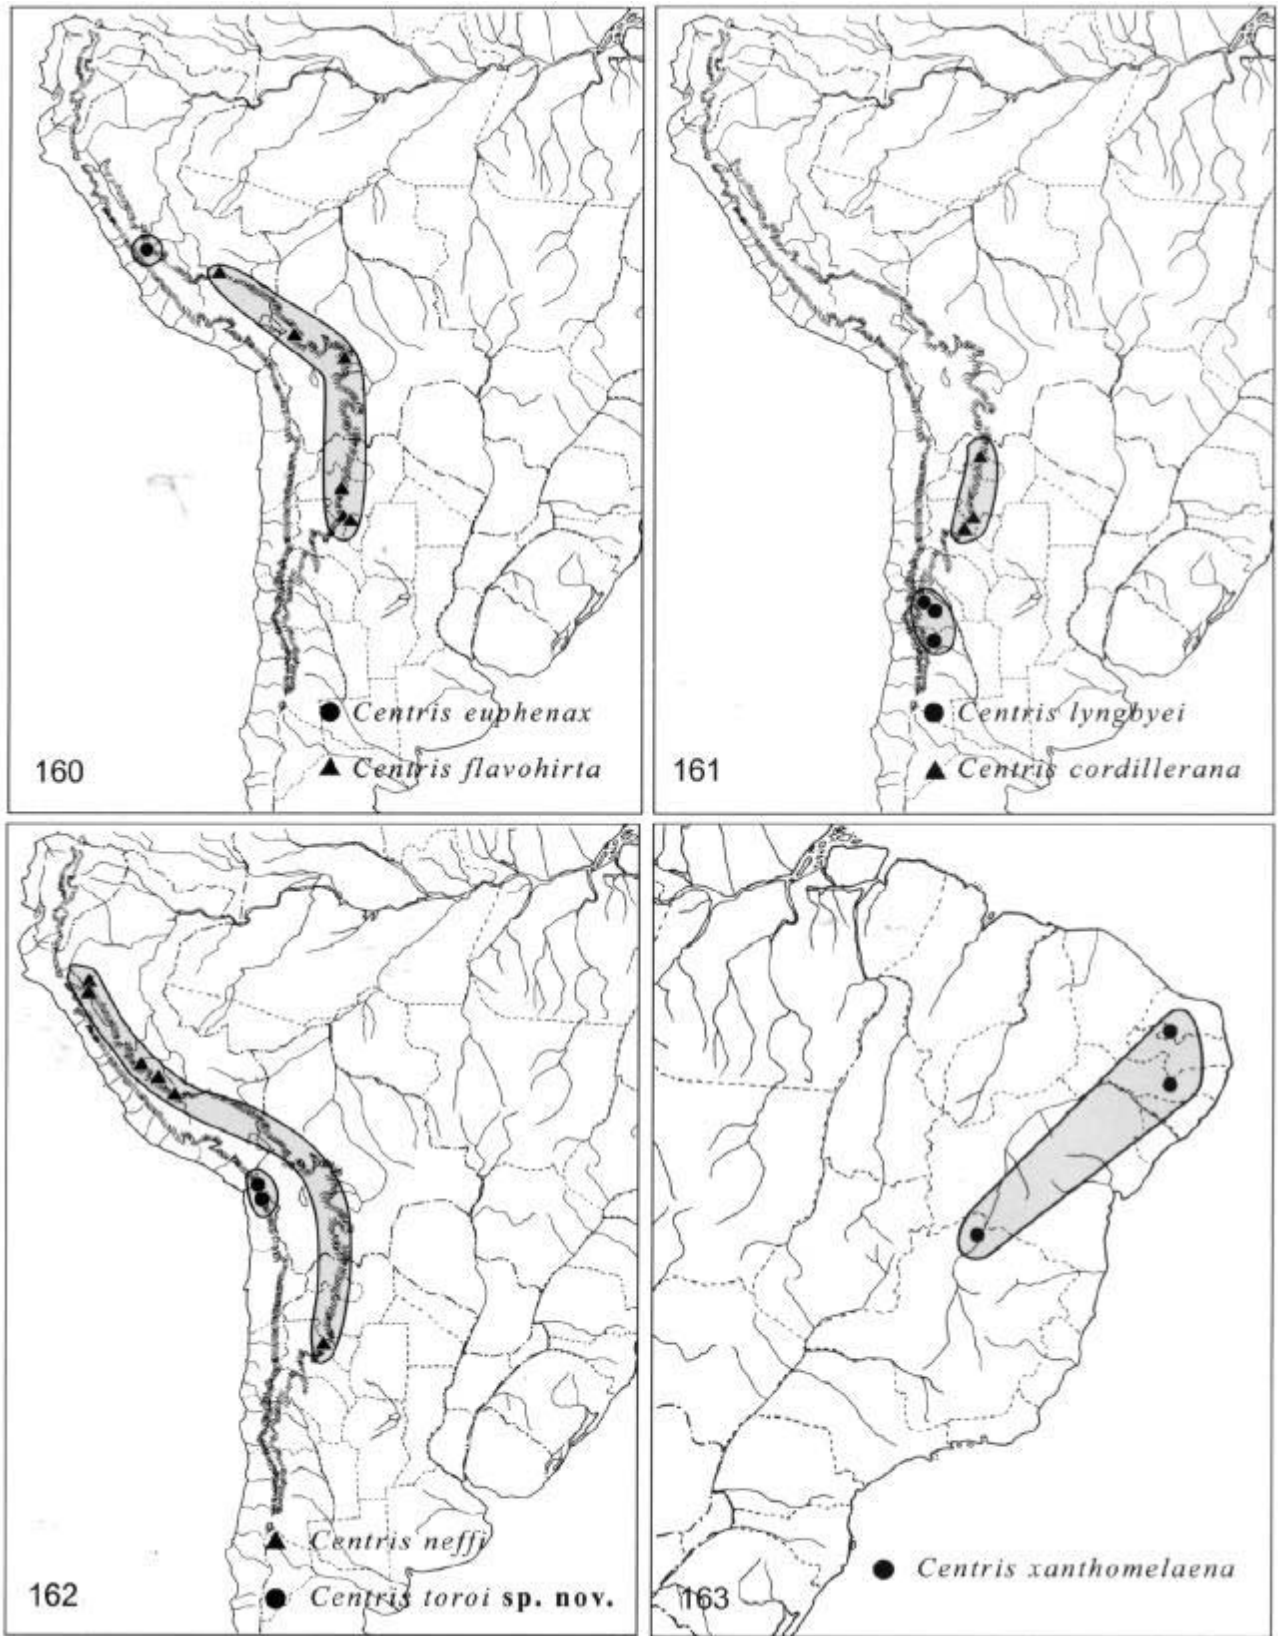 Centris euphenax
160
Centris flavohirta
Centris lyngbyei
161
Centris cordillerana
Centris neffi
162
Centris toroi sp. nov.
Centris xanthomelaena
163